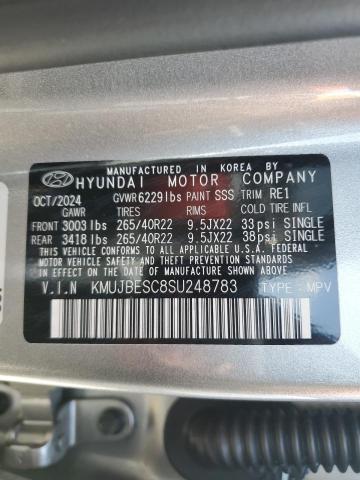 MANUFACTURED IN KOREA BY
HYUNDAI MOTOR COMPANY
OCT/2024 GVWR 6229lbs PAINT SSS TRIM RE1
GAWR TIRES RIMS COLD TIRE INFL
FRONT 3003lbs 265/40R22 9.5JX22 33psi SINGLE
REAR 3418lbs 265/40R22 9.5JX22 38psi SINGLE
THIS VEHICLE CONFORMS TO ALL APPLICABLE
FEDERAL MOTOR VEHICLE SAFETY AND THEFT
PREVENTION STANDARDS IN EFFECT ON THE
DATE OF MANUFACTURE SHOWN ABOVE.
V.I.N KMUJBESC8SU248783 TYPE : MPV